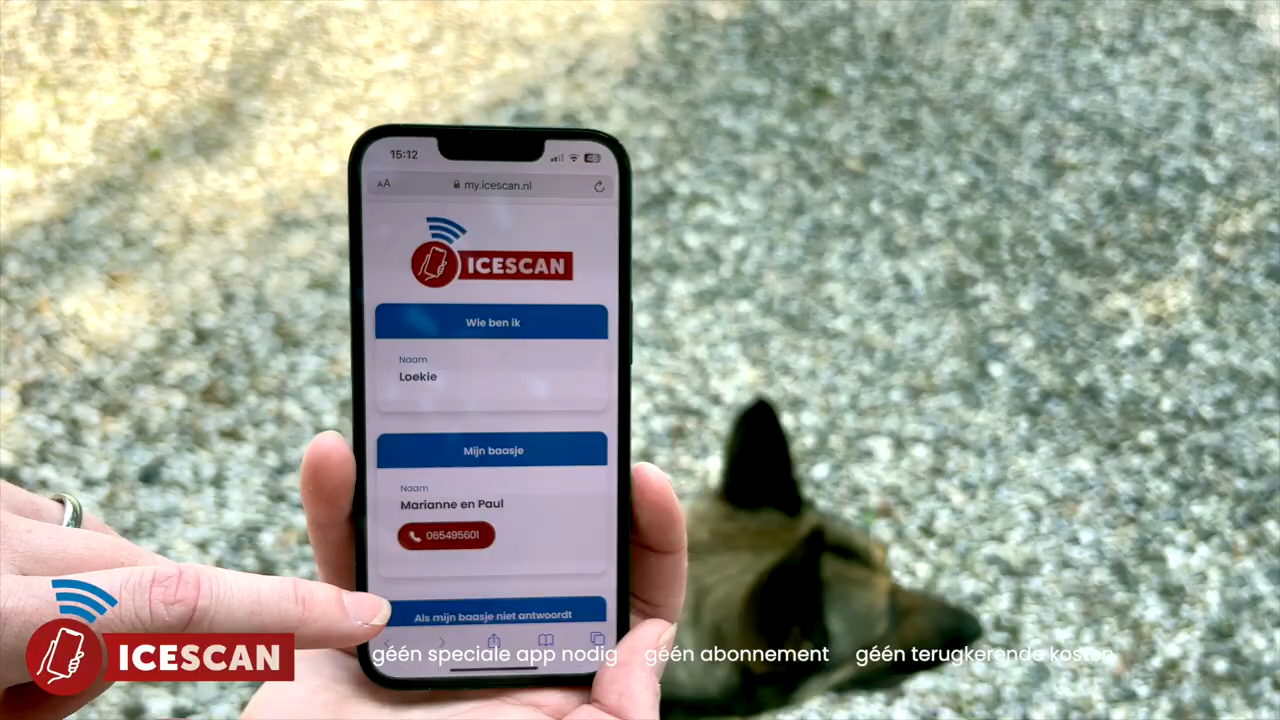 15:12
46
AA
my.icescan.nl
ICESCAN
Wie ben ik
Naam
Loekie
Mijn baasje
Naam
Marianne en Paul
065495601
Als mijn baasje niet antwoordt
ICESCAN
géén speciale app nodig géén abonnement géén terugkerende kosten